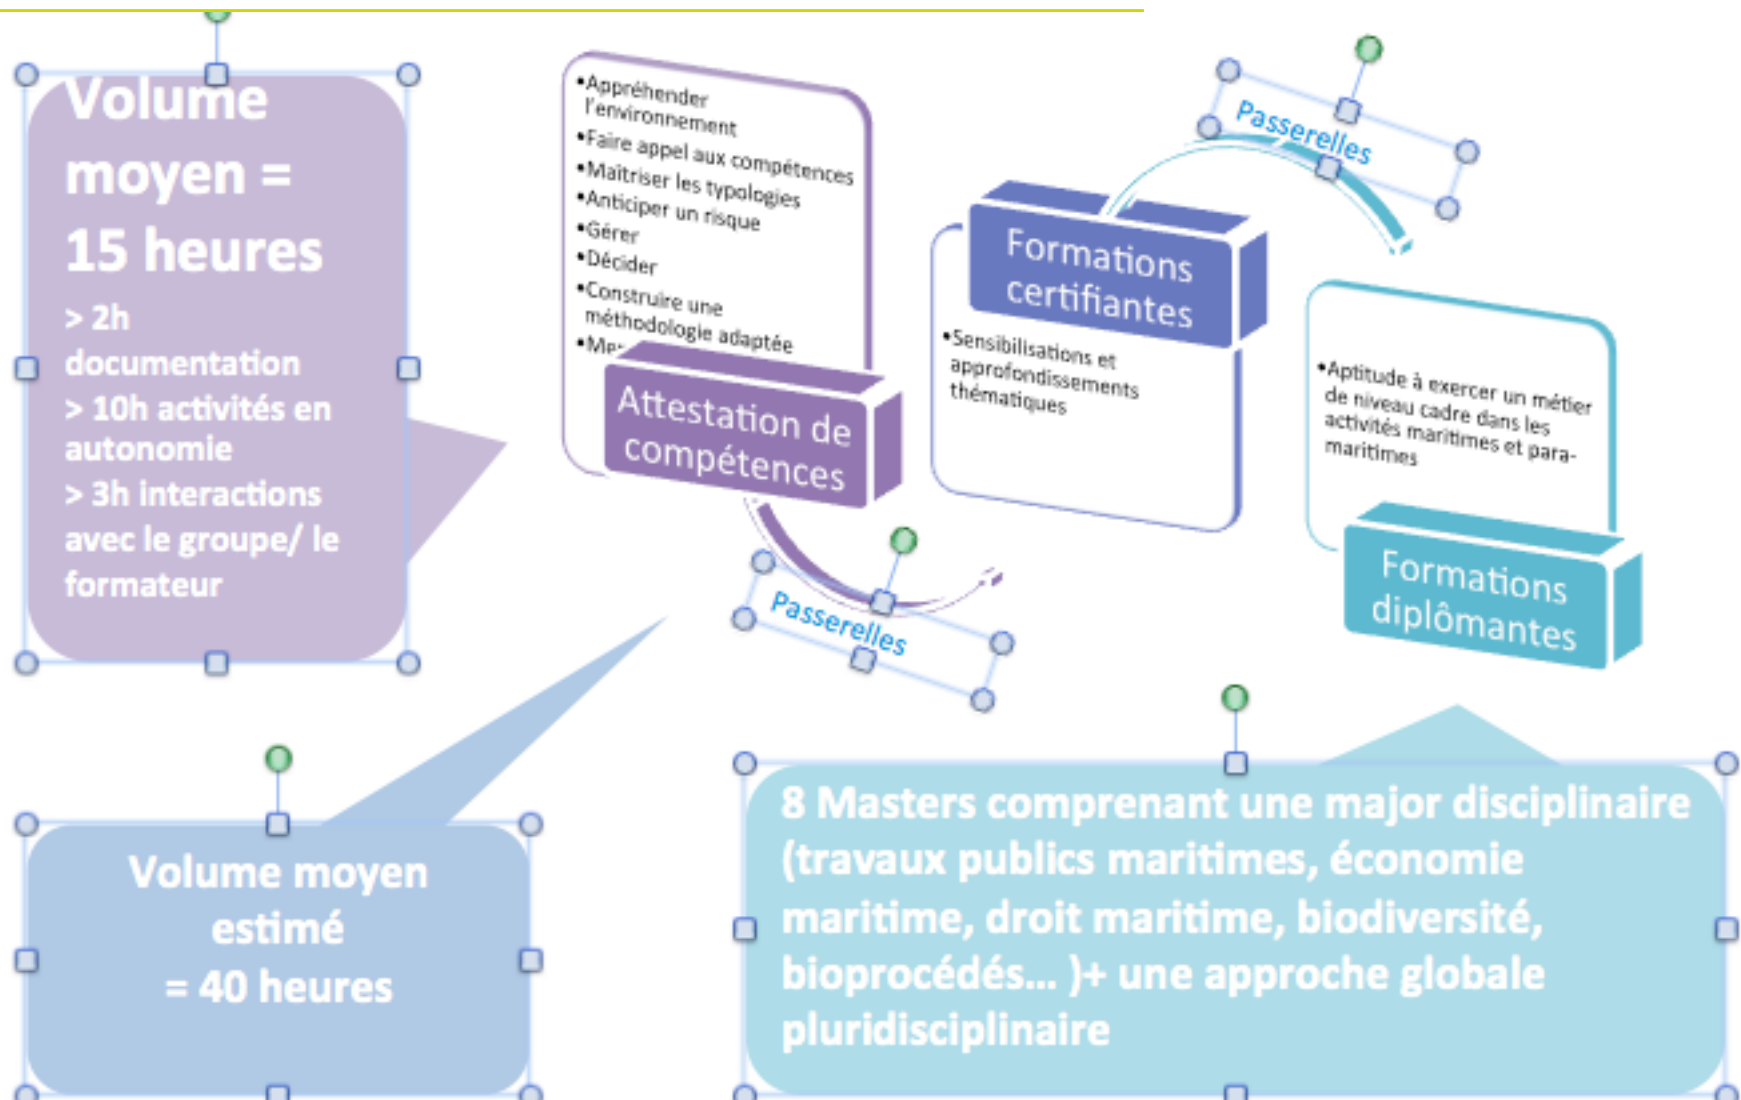 Volume
moyen =
15 heures
> 2h
documentation
> 10h activités en
autonomie
> 3h interactions
avec le groupe/ le
formateur
•Appréhender
l'environnement
•Faire appel aux compétences
•Maîtriser les typologies
•Anticiper un risque
•Gérer
•Décider
•Construire une
méthodologie adaptée
Attestation de
compétences
Passerelles
Formations
certifiantes
•Sensibilisations et
approfondissements
thématiques
Passerelles
•Aptitude à exercer un métier
de niveau cadre dans les
activités maritimes et para-
maritimes
Formations
diplômantes
Volume moyen
estimé
= 40 heures
8 Masters comprenant une major disciplinaire
(travaux publics maritimes, économie
maritime, droit maritime, biodiversité,
bioprocédés... )+ une approche globale
pluridisciplinaire